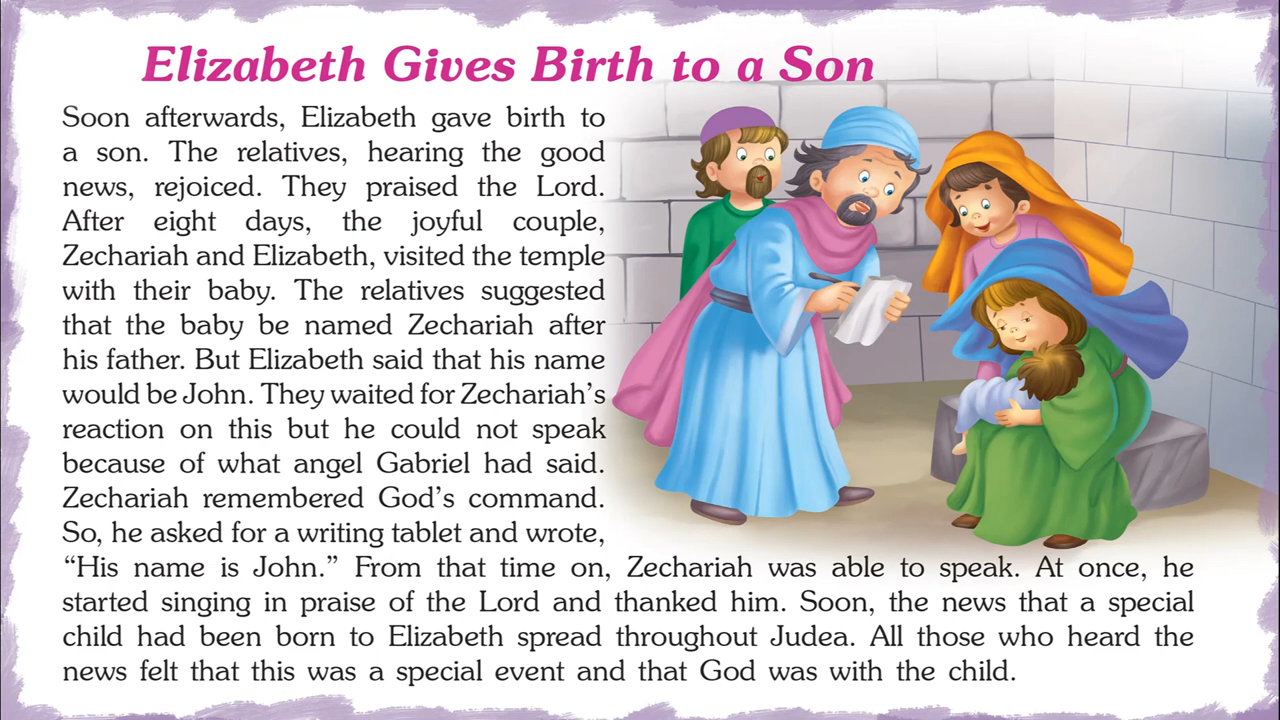 Elizabeth Gives Birth to a Son
Soon afterwards, Elizabeth gave birth to
a son. The relatives, hearing the good
news, rejoiced. They praised the Lord.
After eight days, the joyful couple,
Zechariah and Elizabeth, visited the temple
with their baby. The relatives suggested
that the baby be named Zechariah after
his father. But Elizabeth said that his name
would be John. They waited for Zechariah’s
reaction on this but he could not speak
because of what angel Gabriel had said.
Zechariah remembered God’s command.
So, he asked for a writing tablet and wrote,
“His name is John.” From that time on, Zechariah was able to speak. At once, he
started singing in praise of the Lord and thanked him. Soon, the news that a special
child had been born to Elizabeth spread throughout Judea. All those who heard the
news felt that this was a special event and that God was with the child.